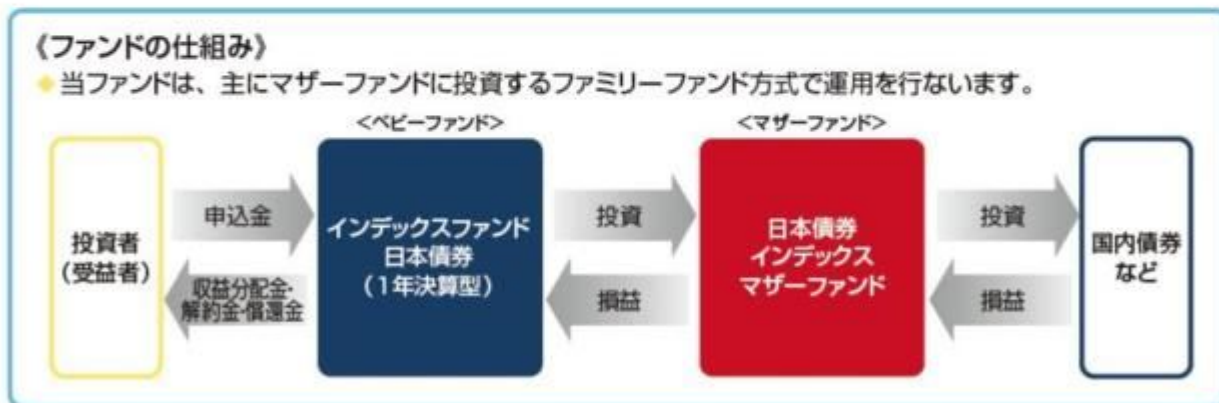 《ファンドの仕組み》
◆当ファンドは、主にマザーファンドに投資するファミリーファンド方式で運用を行ないます。
<ベビーファンド>
<マザーファンド>
投資者
(受益者)
申込金
収益分配金・
解約金・償還金
インデックスファンド
日本債券
(1年決算型)
投資
損益
日本債券
インデックス
マザーファンド
投資
損益
国内債券
など